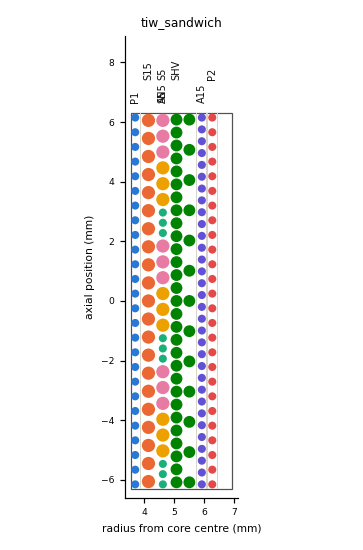 tiw_sandwich
P1
S15
S5
SHV
A15
P2
8
6
4
2
0
−2
−4
−6
4
5
6
7
axial position (mm)
radius from core centre (mm)